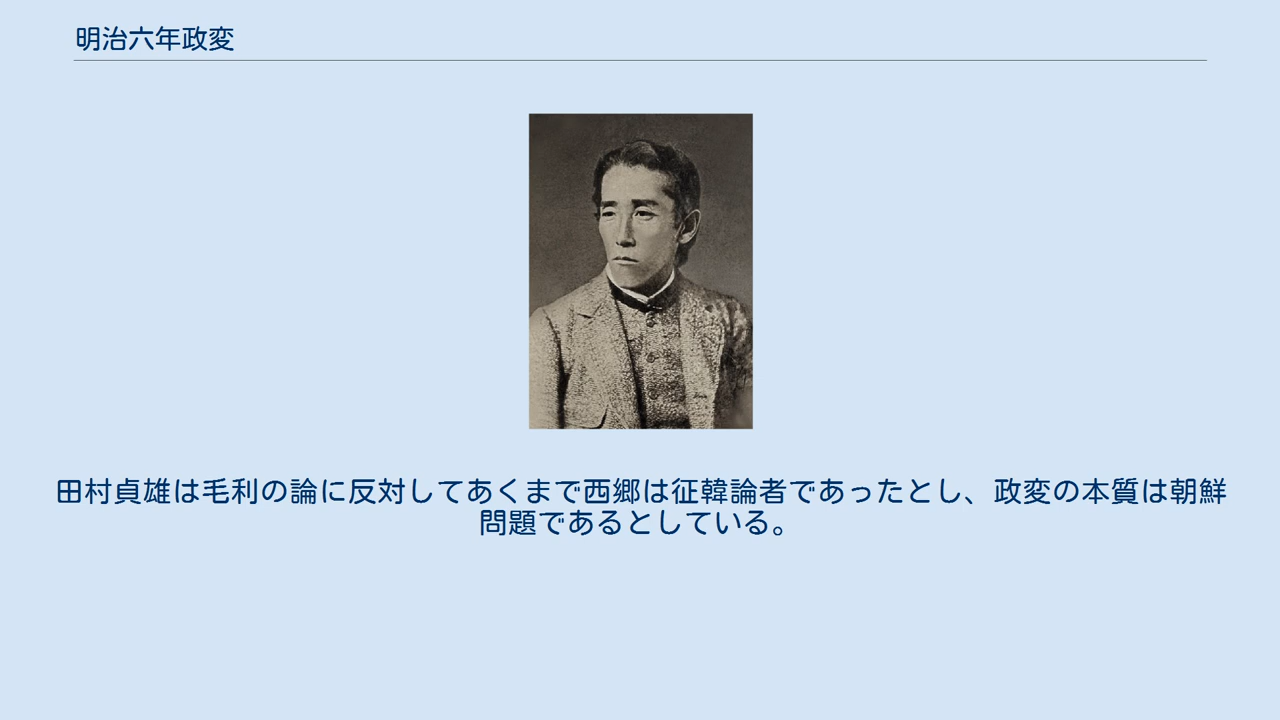 明治六年政変
田村貞雄は毛利の論に反対してあくまで西郷は征韓論者であったとし、政変の本質は朝鮮
問題であるとしている。